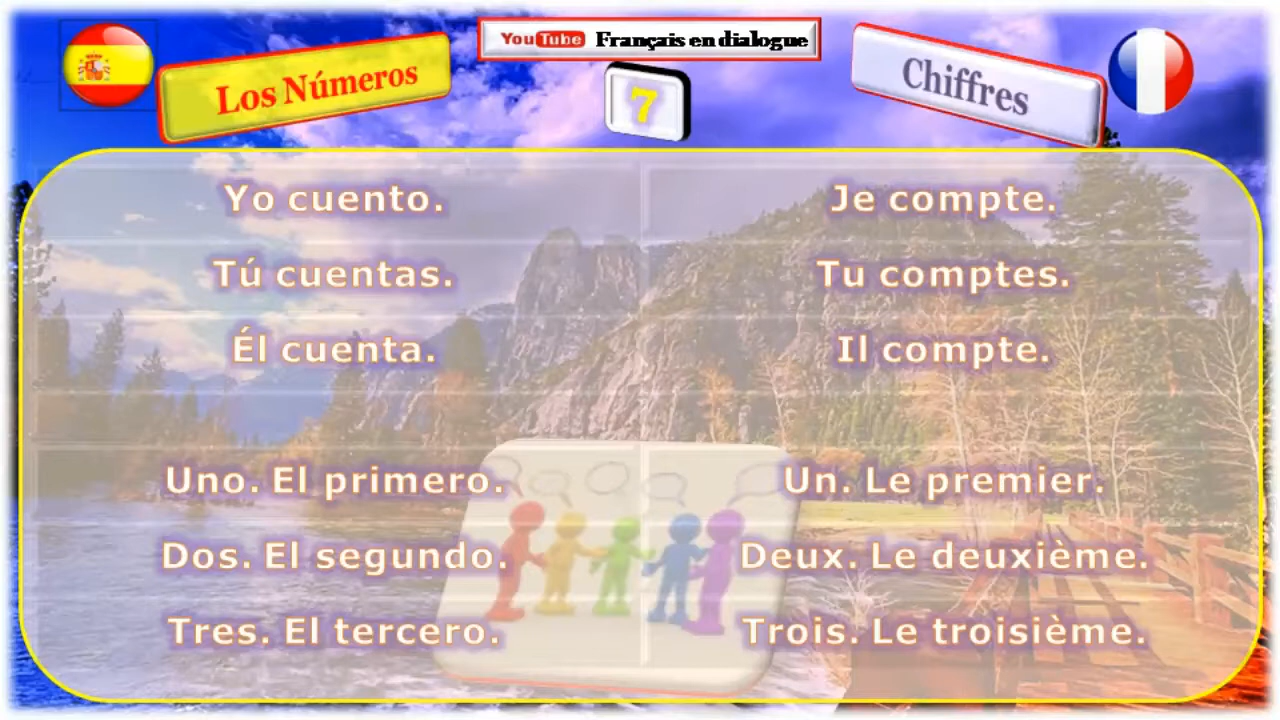 YouTube Français en dialogue
Los Números
7
Chiffres
Yo cuento. Je compte.
Tú cuentas. Tu comptes.
Él cuenta. Il compte.
Uno. El primero. Un. Le premier.
Dos. El segundo. Deux. Le deuxième.
Tres. El tercero. Trois. Le troisième.